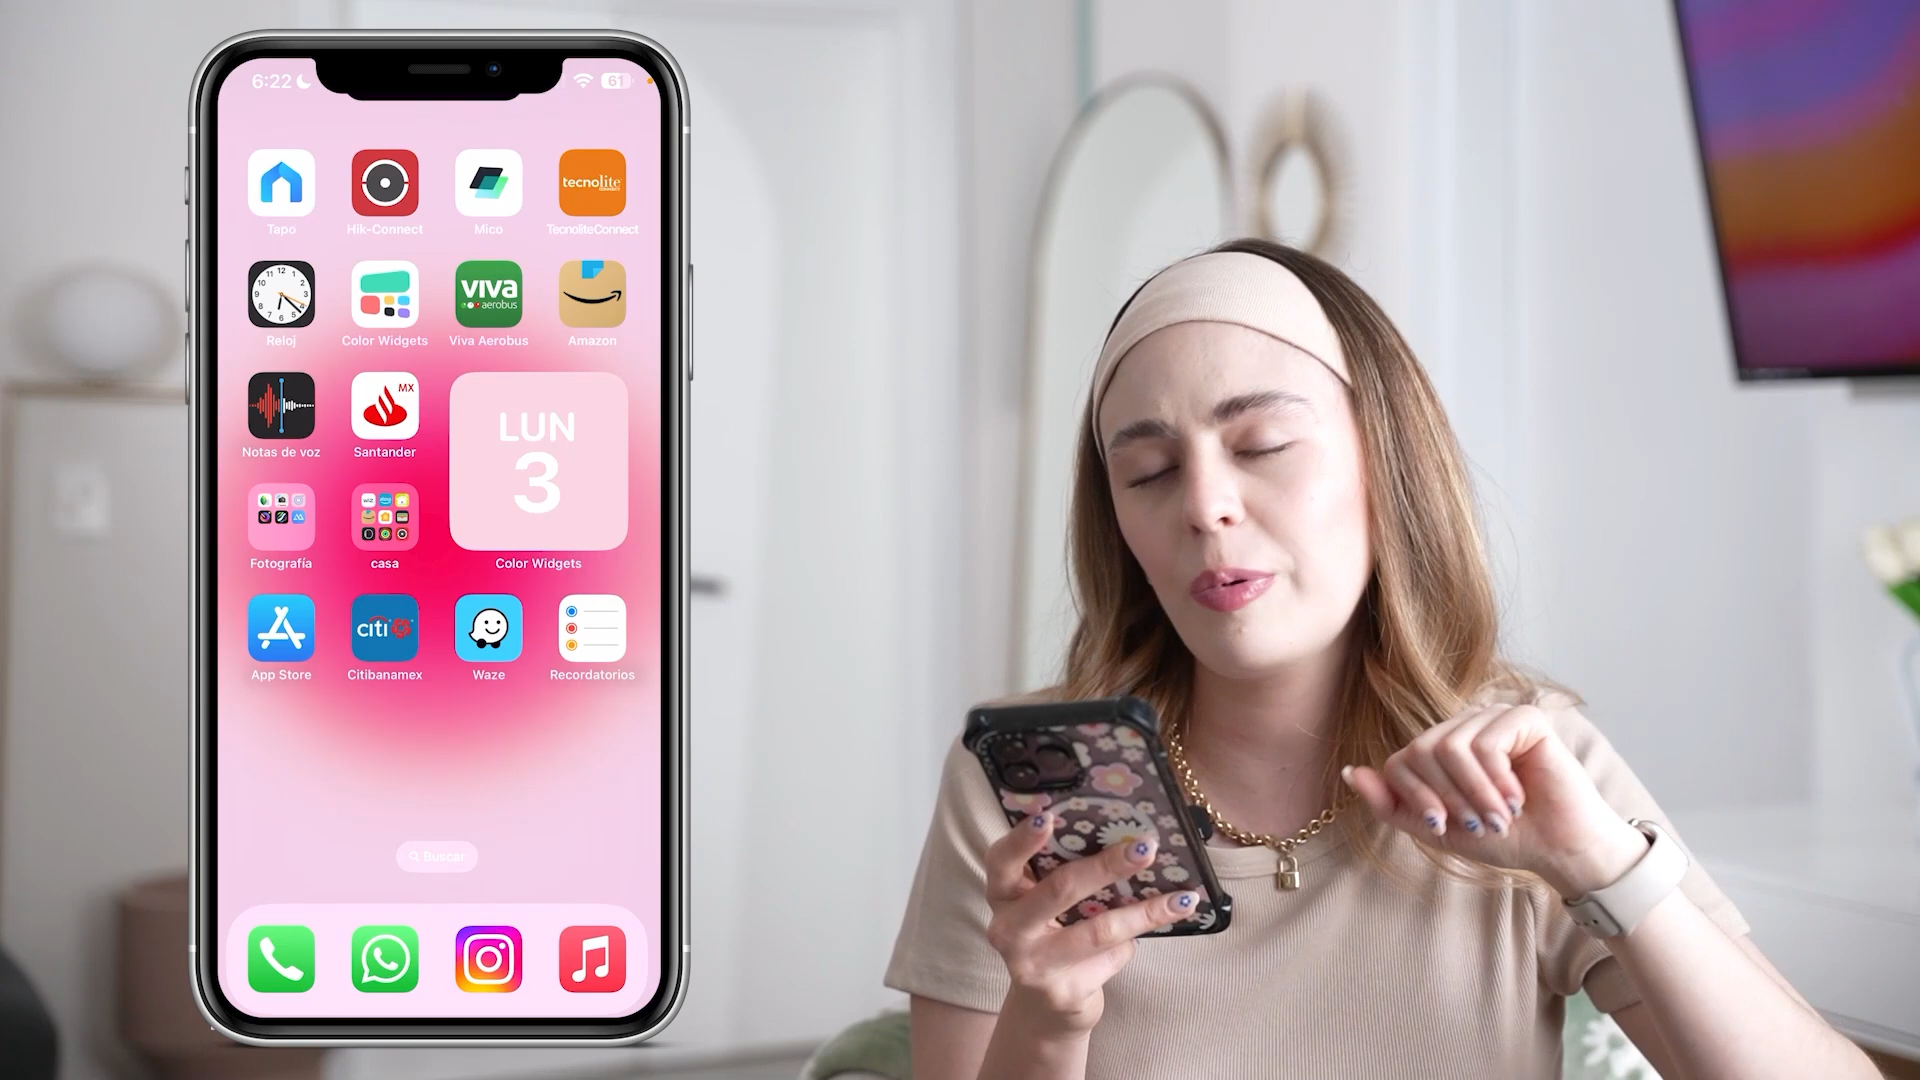 6:22
61
tecnolite
Tapo
Hik-Connect
Mico
TecnoliteConnect
viva
aerobus
Reloj
Color Widgets
Viva Aerobus
Amazon
MX
LUN
3
Notas de voz
Santander
Fotografía
casa
Color Widgets
citi
App Store
Citibanamex
Waze
Recordatorios
Buscar